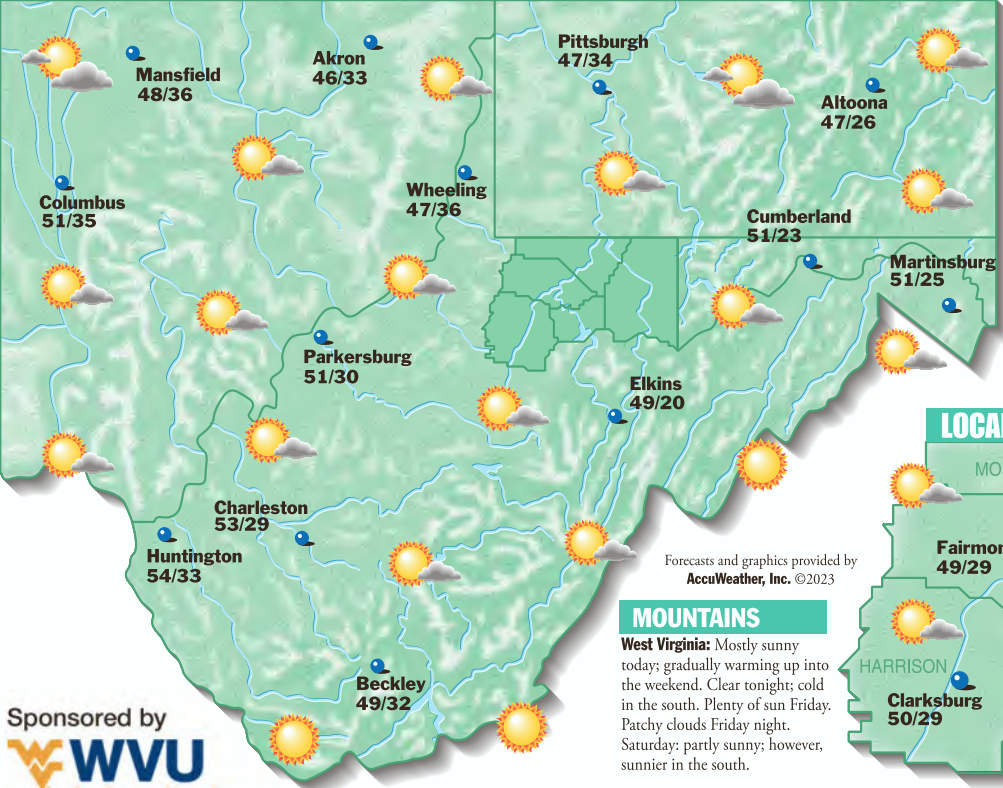 Mansfield
48/36
Akron
46/33
Pittsburgh
47/34
Altoona
47/26
Columbus
51/35
Wheeling
47/36
Cumberland
51/23
Martinsburg
51/25
Parkersburg
51/30
Elkins
49/20
Charleston
53/29
Huntington
54/33
Beckley
49/32
Forecasts and graphics provided by
AccuWeather, Inc. ©2023
MOUNTAINS
West Virginia: Mostly sunny
today; gradually warming up into
the weekend. Clear tonight; cold
in the south. Plenty of sun Friday.
Patchy clouds Friday night.
Saturday: partly sunny; however,
sunnier in the south.
LOCA
MO
Fairmor
49/29
HARRISON
Clarksburg
50/29
Sponsored by
WVU